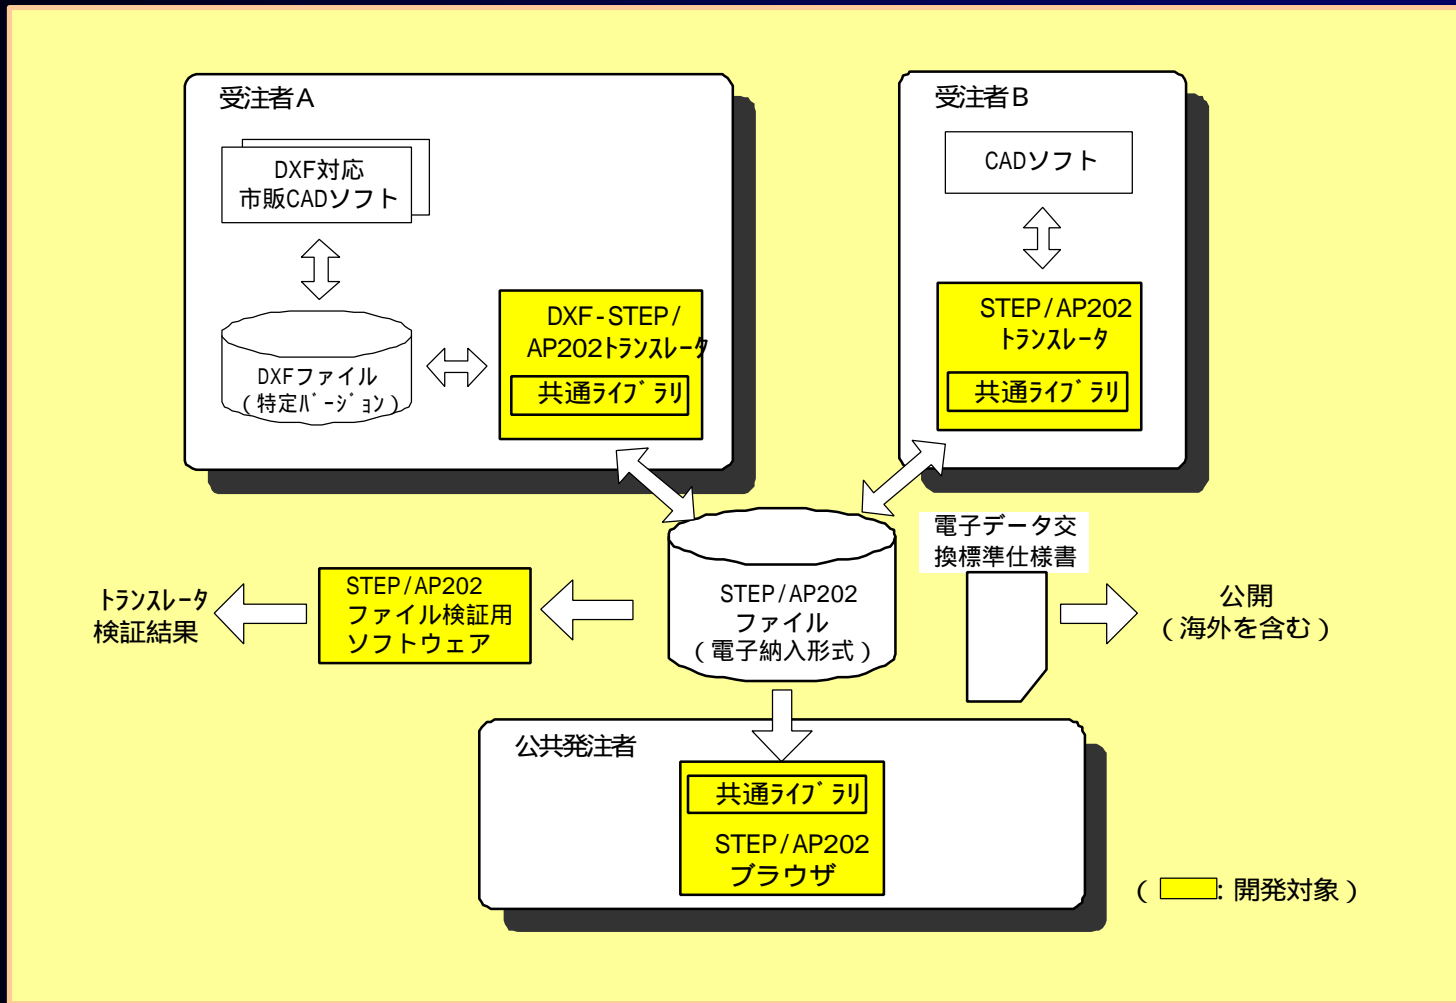 受注者A
DXF対応
市販CADソフト
DXFファイル
(特定ﾊﾞｰｼﾞｮﾝ)
DXF-STEP/
AP202ﾄﾗﾝｽﾚｰﾀ
共通ﾗｲﾌﾞﾗﾘ
受注者B
CADソフト
STEP/AP202
ﾄﾗﾝｽﾚｰﾀ
共通ﾗｲﾌﾞﾗﾘ
ﾄﾗﾝｽﾚｰﾀ
検証結果
STEP/AP202
ファイル検証用
ソフトウェア
STEP/AP202
ファイル
(電子納入形式)
電子データ交
換標準仕様書
公開
(海外を含む)
公共発注者
共通ﾗｲﾌﾞﾗﾘ
STEP/AP202
ブラウザ
( : 開発対象)